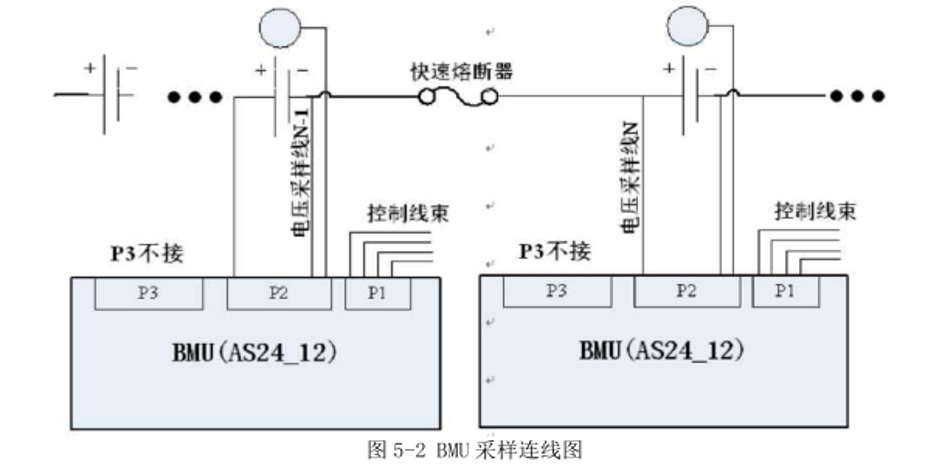 + − + − 快速熔断器 + −
电压采样线N-1
电压采样线N
控制线束 控制线束
P3不接 P3不接
P3 P2 P1 P3 P2 P1
BMU(AS24_12) BMU(AS24_12)
图 5-2 BMU 采样连线图